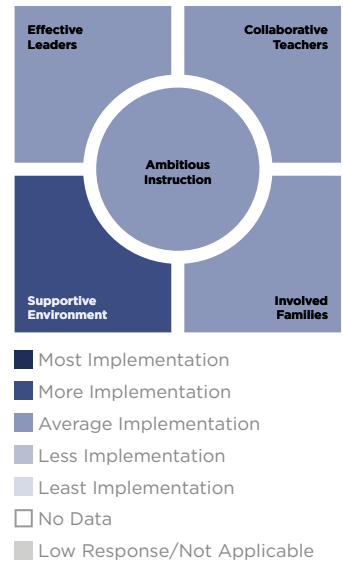 Effective
Leaders
Collaborative
Teachers
Ambitious
Instruction
Supportive
Environment
Involved
Families
Most Implementation
More Implementation
Average Implementation
Less Implementation
Least Implementation
No Data
Low Response/Not Applicable